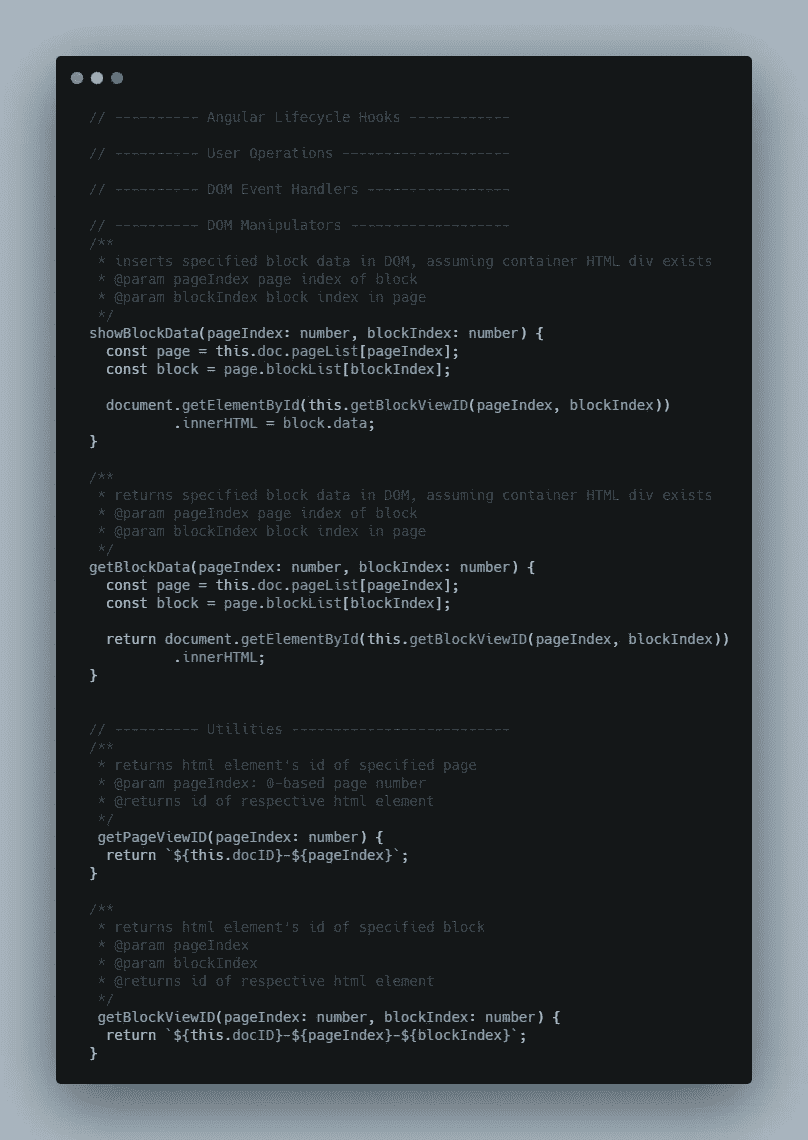 // ---------- Angular Lifecycle Hooks ------------
// ---------- User Operations --------------------
// ---------- DOM Event Handlers -----------------
// ---------- DOM Manipulators -------------------
/**
 * inserts specified block data in DOM, assuming container HTML div exists
 * @param pageIndex page index of block
 * @param blockIndex block index in page
 */
showBlockData(pageIndex: number, blockIndex: number) {
  const page = this.doc.pageList[pageIndex];
  const block = page.blockList[blockIndex];
  document.getElementById(this.getBlockViewID(pageIndex, blockIndex))
          .innerHTML = block.data;
}
/**
 * returns specified block data in DOM, assuming container HTML div exists
 * @param pageIndex page index of block
 * @param blockIndex block index in page
 */
getBlockData(pageIndex: number, blockIndex: number) {
  const page = this.doc.pageList[pageIndex];
  const block = page.blockList[blockIndex];
  return document.getElementById(this.getBlockViewID(pageIndex, blockIndex))
          .innerHTML;
}
// ---------- Utilities --------------------------
/**
 * returns html element's id of specified page
 * @param pageIndex: 0-based page number
 * @returns id of respective html element
 */
 getPageViewID(pageIndex: number) {
  return `${this.docID}-${pageIndex}`;
}
/**
 * returns html element's id of specified block
 * @param pageIndex
 * @param blockIndex
 * @returns id of respective html element
 */
 getBlockViewID(pageIndex: number, blockIndex: number) {
  return `${this.docID}-${pageIndex}-${blockIndex}`;
}